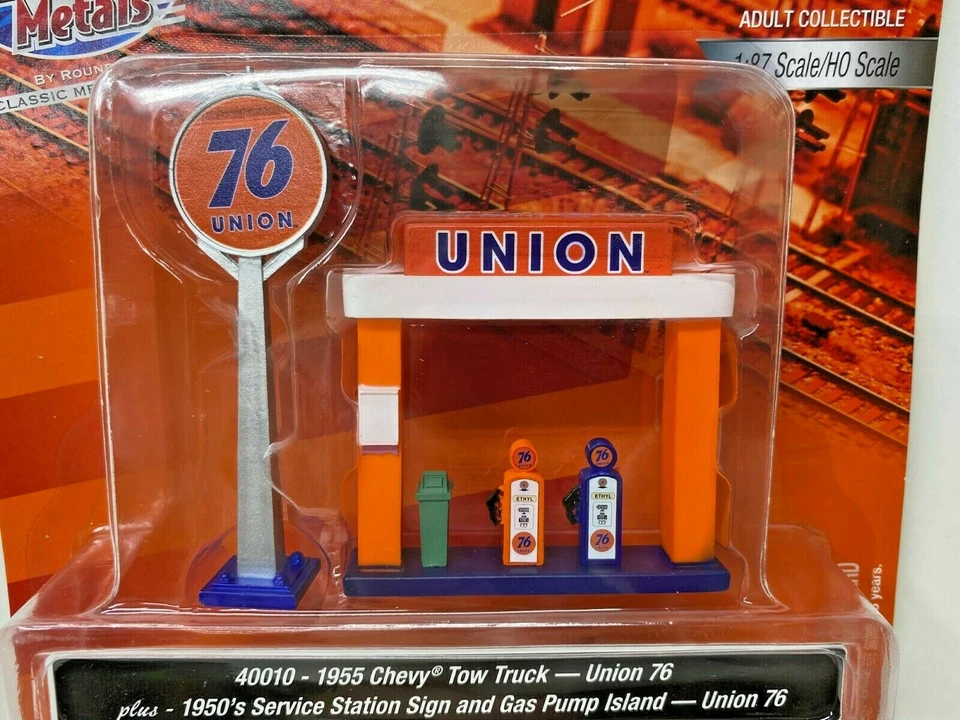 Metals
BY ROUND
CLASSIC ME
ADULT COLLECTIBLE
1:87 Scale/HO Scale
76
UNION
UNION
76
76
ETHYL
ETHYL
76
76
years.
40010 - 1955 Chevy® Tow Truck — Union 76
plus - 1950's Service Station Sign and Gas Pump Island — Union 76